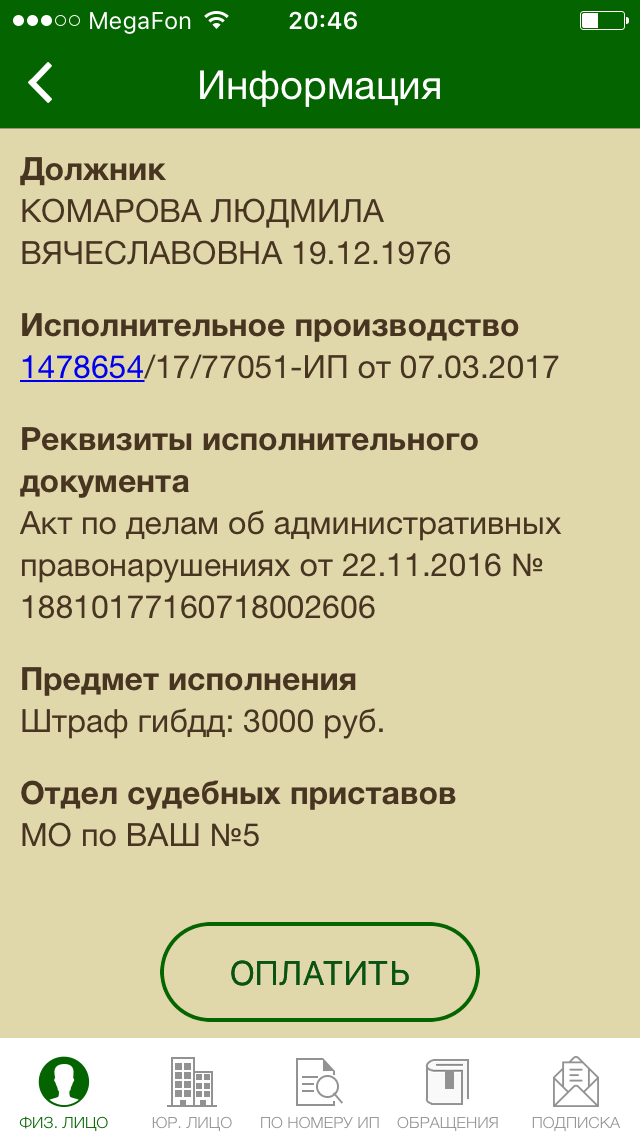 MegaFon 20:46
Информация
Должник
КОМАРОВА ЛЮДМИЛА
ВЯЧЕСЛАВОВНА 19.12.1976
Исполнительное производство
1478654/17/77051-ИП от 07.03.2017
Реквизиты исполнительного
документа
Акт по делам об административных
правонарушениях от 22.11.2016 №
18810177160718002606
Предмет исполнения
Штраф гибдд: 3000 руб.
Отдел судебных приставов
МО по ВАШ №5
ОПЛАТИТЬ
ФИЗ. ЛИЦО ЮР. ЛИЦО ПО НОМЕРУ ИП ОБРАЩЕНИЯ ПОДПИСКА